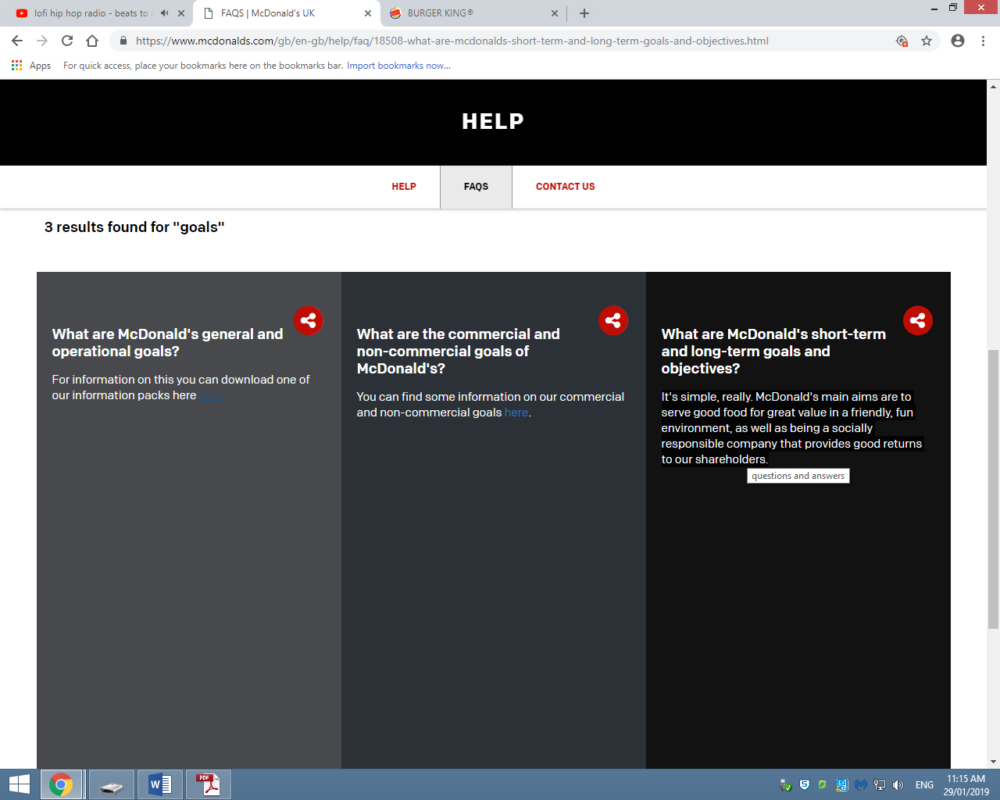 lofi hip hop radio - beats to
FAQS | McDonald's UK
BURGER KING®
https://www.mcdonalds.com/gb/en-gb/help/faq/18508-what-are-mcdonalds-short-term-and-long-term-goals-and-objectives.html
Apps
For quick access, place your bookmarks here on the bookmarks bar. Import bookmarks now...
HELP
HELP
FAQS
CONTACT US
3 results found for "goals"
What are McDonald's general and
operational goals?
For information on this you can download one of
our information packs here here
What are the commercial and
non-commercial goals of
McDonald's?
You can find some information on our commercial
and non-commercial goals here.
What are McDonald's short-term
and long-term goals and
objectives?
It's simple, really. McDonald's main aims are to
serve good food for great value in a friendly, fun
environment, as well as being a socially
responsible company that provides good returns
to our shareholders.
questions and answers
PDF
ENG
11:15 AM
29/01/2019